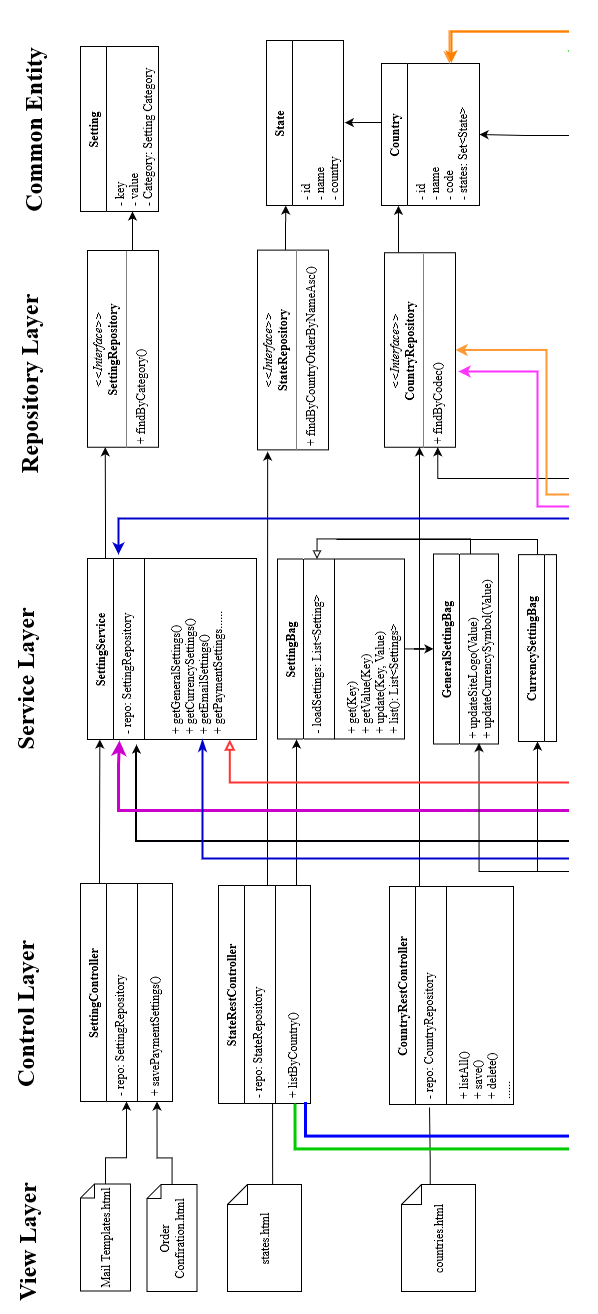 Common Entity
Setting
- key
- value
- Category: Setting Category
State
- id
- name
- country
Country
- id
- name
- code
- states: Set<State>
Repository Layer
<<Interface>>
SettingRepository
+ findByCategory()
<<Interface>>
StateRepository
+ findByCountryOrderByNameAsc()
<<Interface>>
CountryRepository
+ findByCodec()
Service Layer
SettingService
- repo: SettingRepository
+ getGeneralSettings()
+ getCurrencySettings()
+ getEmailSettings()
+ getPaymentSettings......
SettingBag
- loadSettings: List<Setting>
+ get(Key)
+ getValue(Key)
+ update(Key, Value)
+ list(): List<Settings>
GeneralSettingBag
+ updateSiteLogo(Value)
+ updateCurrencySymbol(Value)
CurrencySettingBag
Control Layer
SettingController
- repo: SettingRepository
+ savePaymentSettings()
StateRestController
- repo: StateRepository
+ listByCountry()
CountryRestController
- repo: CountryRepository
+ listAll()
+ save()
+ delete()
......
View Layer
Mail Templates.html
Order
Confiration.html
states.html
countries.html